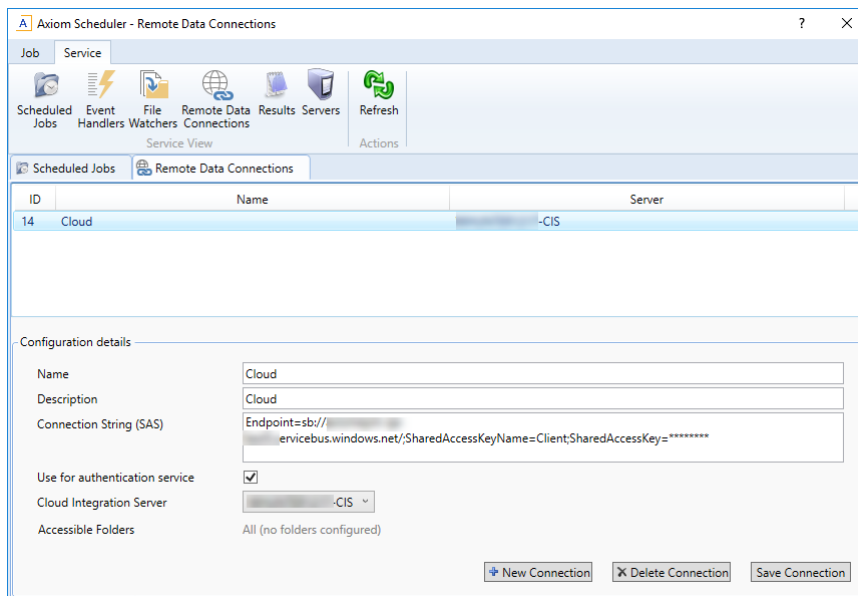 A Axiom Scheduler - Remote Data Connections ?
Job Service
Scheduled Jobs Event Handlers File Watchers Remote Data Connections Results Servers Refresh
Service View Actions
Scheduled Jobs Remote Data Connections
ID Name Server
14 Cloud -CIS
Configuration details
Name Cloud
Description Cloud
Connection String (SAS) Endpoint=sb://
ervicebus.windows.net/;SharedAccessKeyName=Client;SharedAccessKey=********
Use for authentication service
Cloud Integration Server -CIS
Accessible Folders All (no folders configured)
New Connection Delete Connection Save Connection